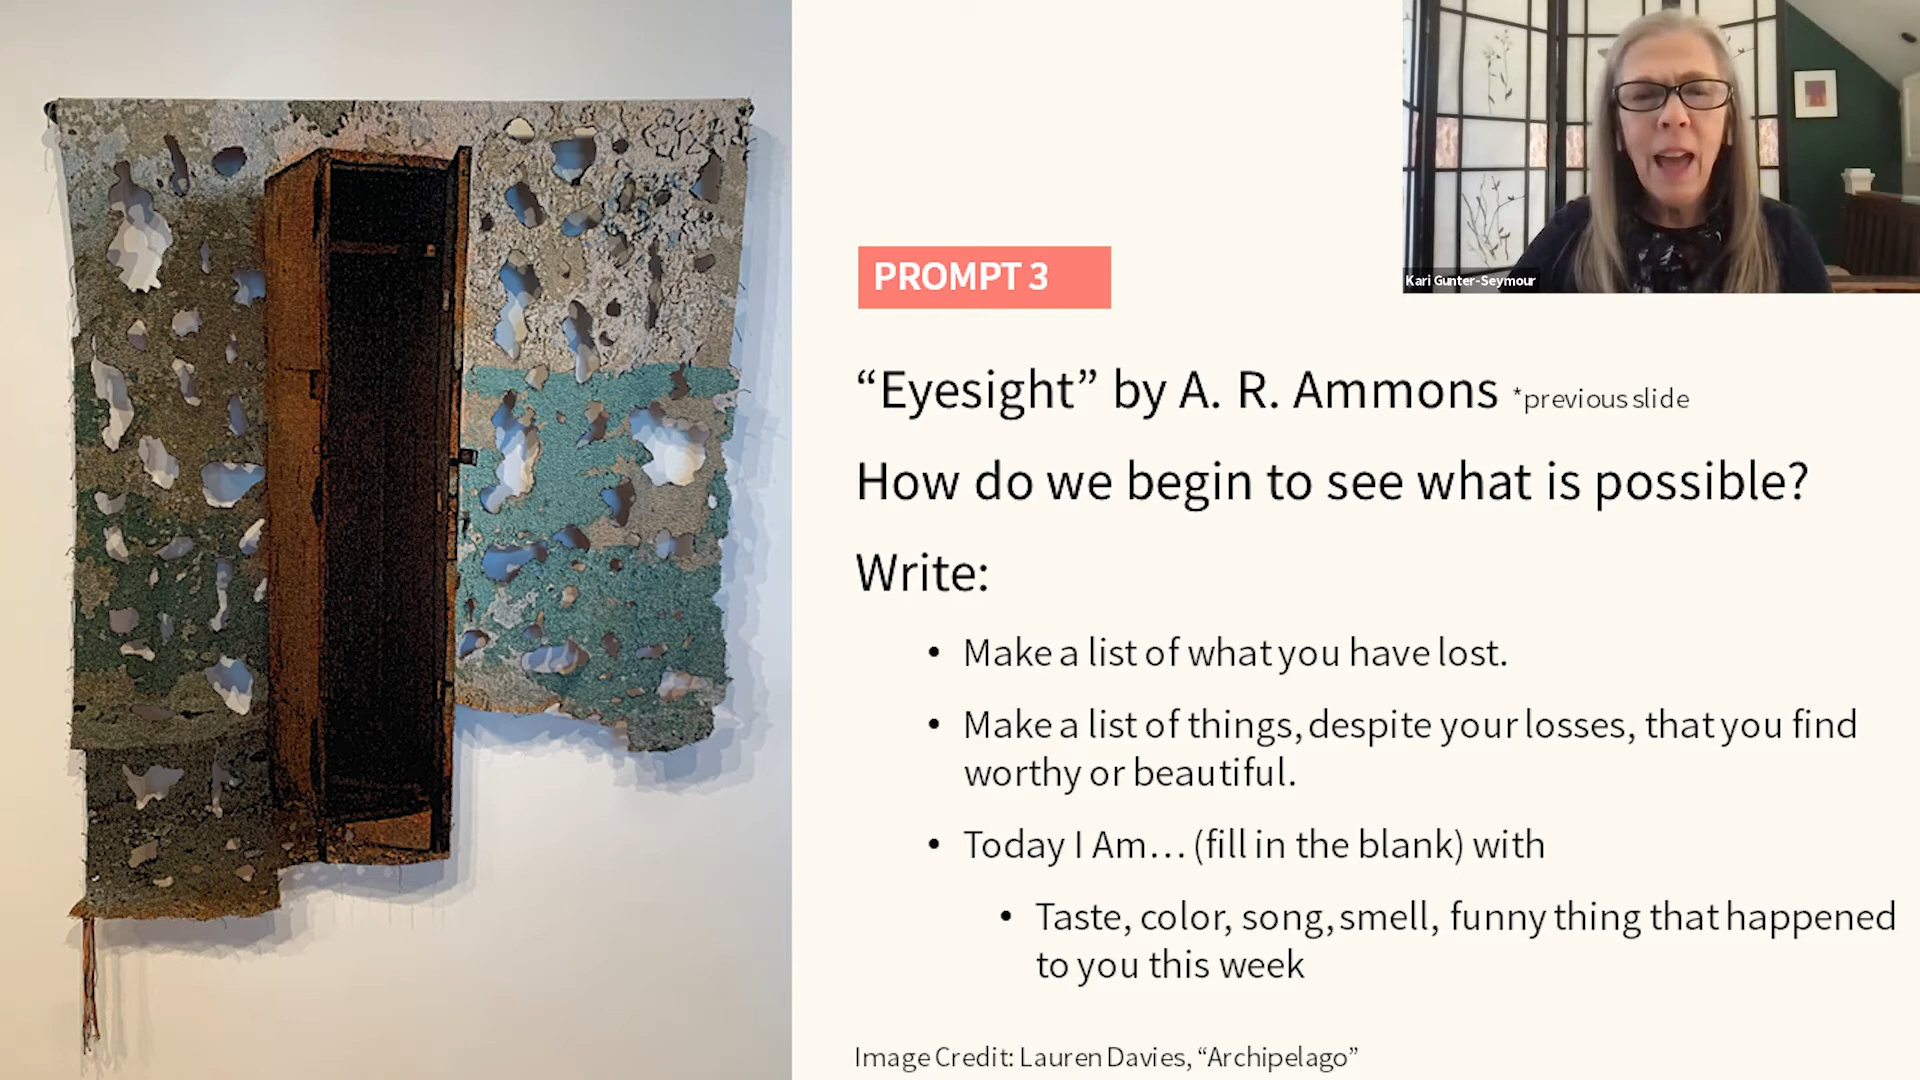 Kari Gunter-Seymour
PROMPT 3
“Eyesight” by A. R. Ammons *previous slide
How do we begin to see what is possible?
Write:
• Make a list of what you have lost.
• Make a list of things, despite your losses, that you find
worthy or beautiful.
• Today I Am… (fill in the blank) with
• Taste, color, song, smell, funny thing that happened
to you this week
Image Credit: Lauren Davies, “Archipelago”